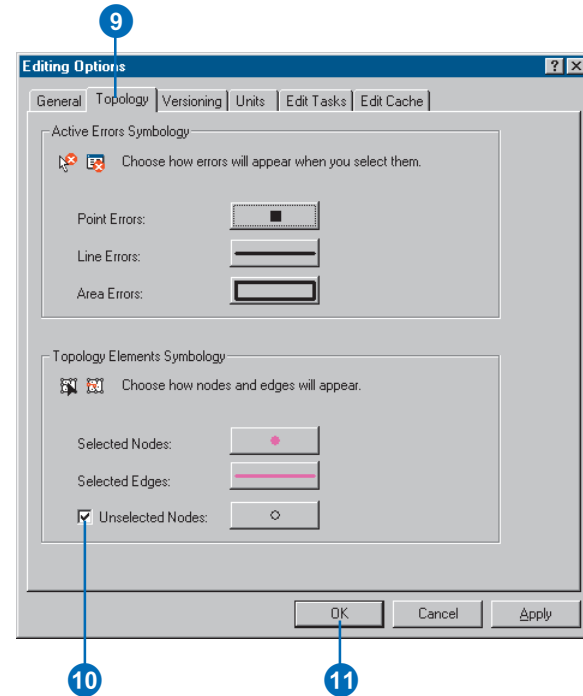 9
Editing Options
General Topology Versioning Units Edit Tasks Edit Cache
Active Errors Symbology
Choose how errors will appear when you select them.
Point Errors:
Line Errors:
Area Errors:
Topology Elements Symbology
Choose how nodes and edges will appear.
Selected Nodes:
Selected Edges:
Unselected Nodes:
OK Cancel Apply
10 11